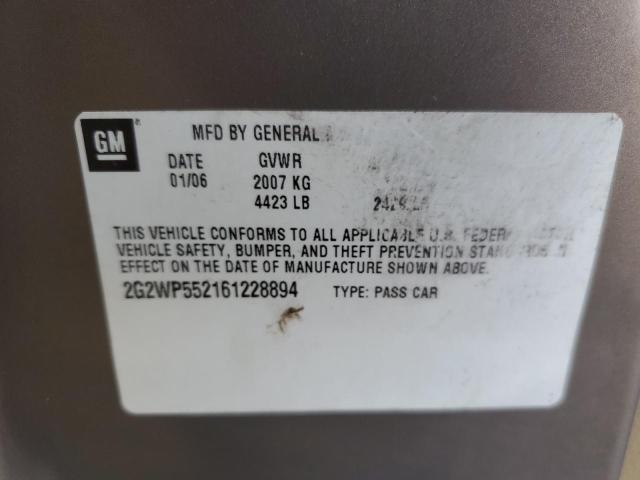 GM
MFD BY GENERAL
DATE GVWR
01/06 2007 KG
4423 LB
THIS VEHICLE CONFORMS TO ALL APPLICABLE U.S. FEDERAL MOTOR
VEHICLE SAFETY, BUMPER, AND THEFT PREVENTION STANDARDS IN
EFFECT ON THE DATE OF MANUFACTURE SHOWN ABOVE.
2G2WP552161228894 TYPE: PASS CAR